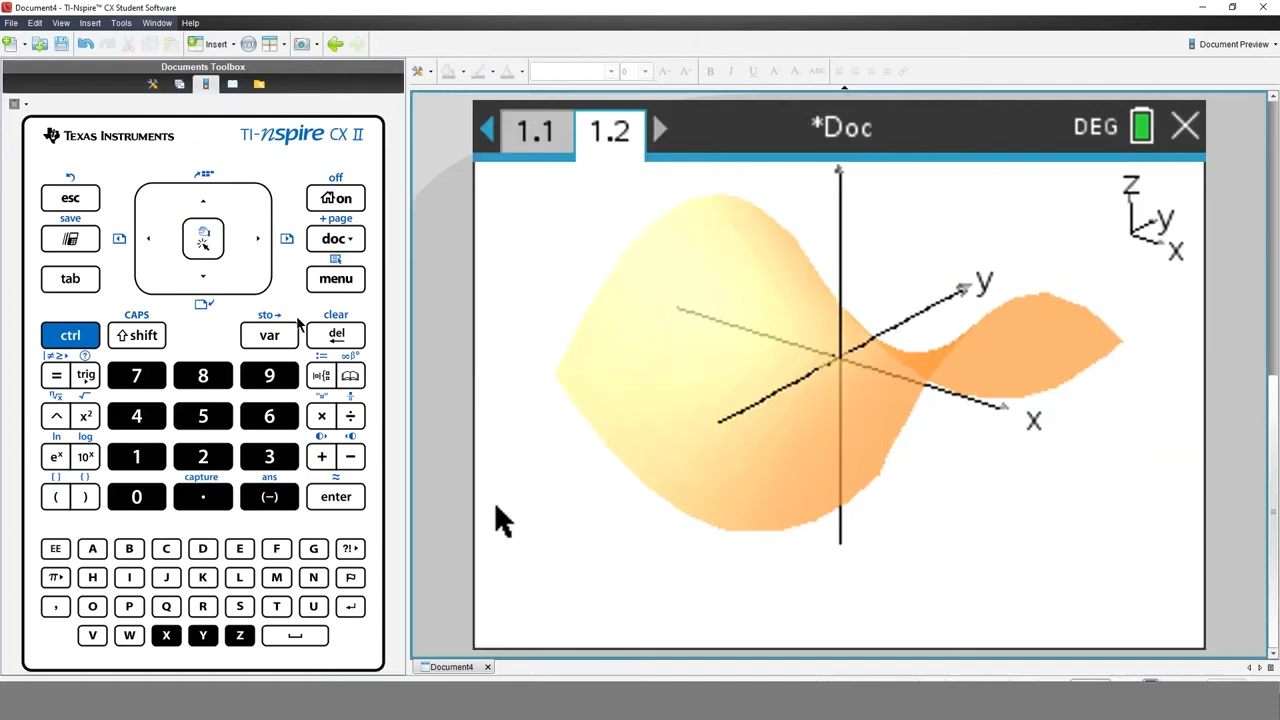 Document4 - TI-Nspire™ CX Student Software
File Edit View Insert Tools Window Help
Insert
Document Preview
0 B I U A A ABC
Documents Toolbox
TEXAS INSTRUMENTS TI-nspire CX II
off
esc on
save + page
doc
tab menu
CAPS sto→ clear
ctrl shift var del
= trig 7 8 9
^ x² 4 5 6 × ÷
ln log
eˣ 10ˣ 1 2 3 + −
[ ] { } capture ans ≈
( ) 0 . (−) enter
EE A B C D E F G ?!▸
π▸ H I J K L M N
, O P Q R S T U
V W X Y Z
1.1 1.2 *Doc DEG
z
y
x
y
x
Document4